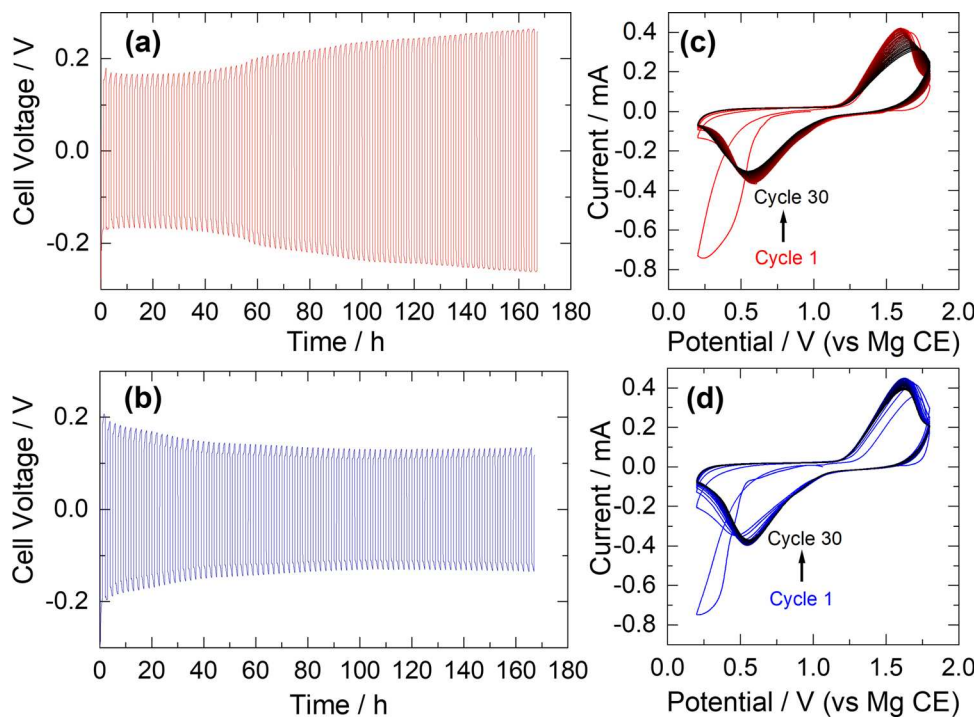 (a)
Cell Voltage / V
0.2
0.0
-0.2
0 20 40 60 80 100 120 140 160 180
Time / h
(c)
Current / mA
0.4
0.2
0.0
-0.2
-0.4
-0.6
-0.8
Cycle 30
Cycle 1
0.0 0.5 1.0 1.5 2.0
Potential / V (vs Mg CE)
(b)
Cell Voltage / V
0.2
0.0
-0.2
0 20 40 60 80 100 120 140 160 180
Time / h
(d)
Current / mA
0.4
0.2
0.0
-0.2
-0.4
-0.6
-0.8
Cycle 30
Cycle 1
0.0 0.5 1.0 1.5 2.0
Potential / V (vs Mg CE)